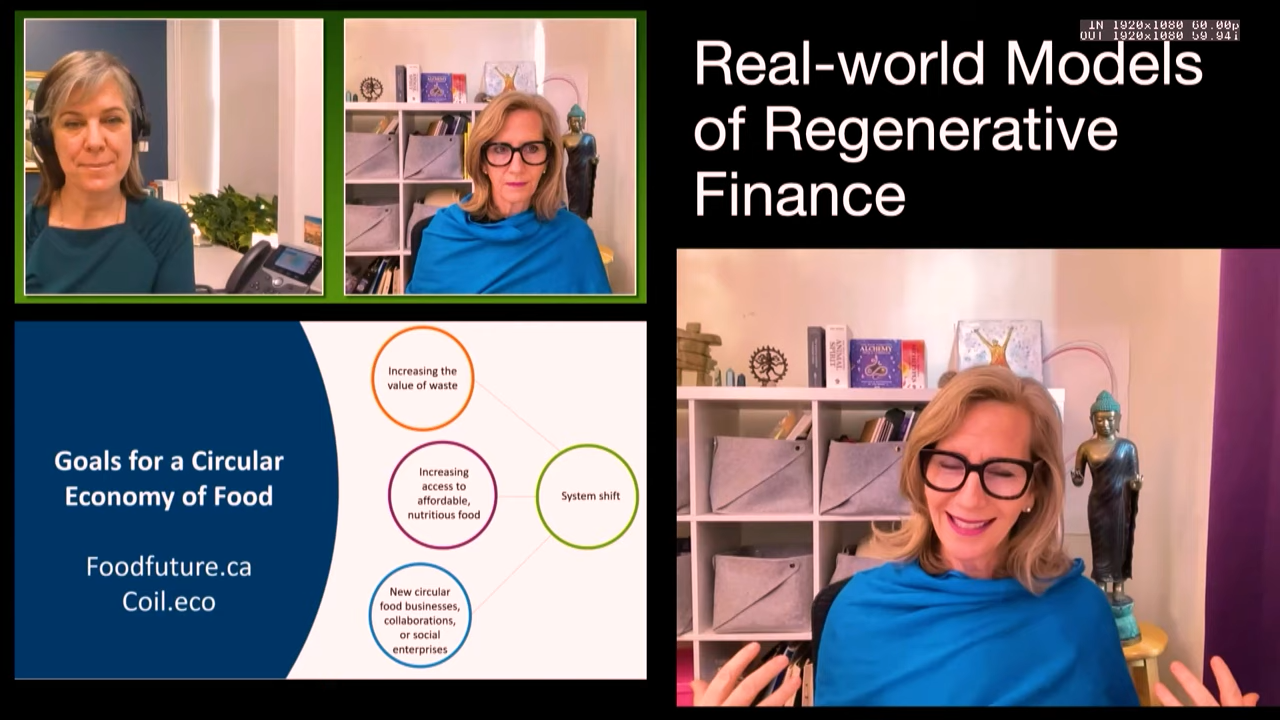 IN 1920x1080 60.00p
OUT 1920x1080 59.94i
Real-world Models
of Regenerative
Finance
Goals for a Circular
Economy of Food
Foodfuture.ca
Coil.eco
Increasing the
value of waste
Increasing
access to
affordable,
nutritious food
System shift
New circular
food businesses,
collaborations,
or social
enterprises
ALCHEMY
ANIMAL
SPIRIT